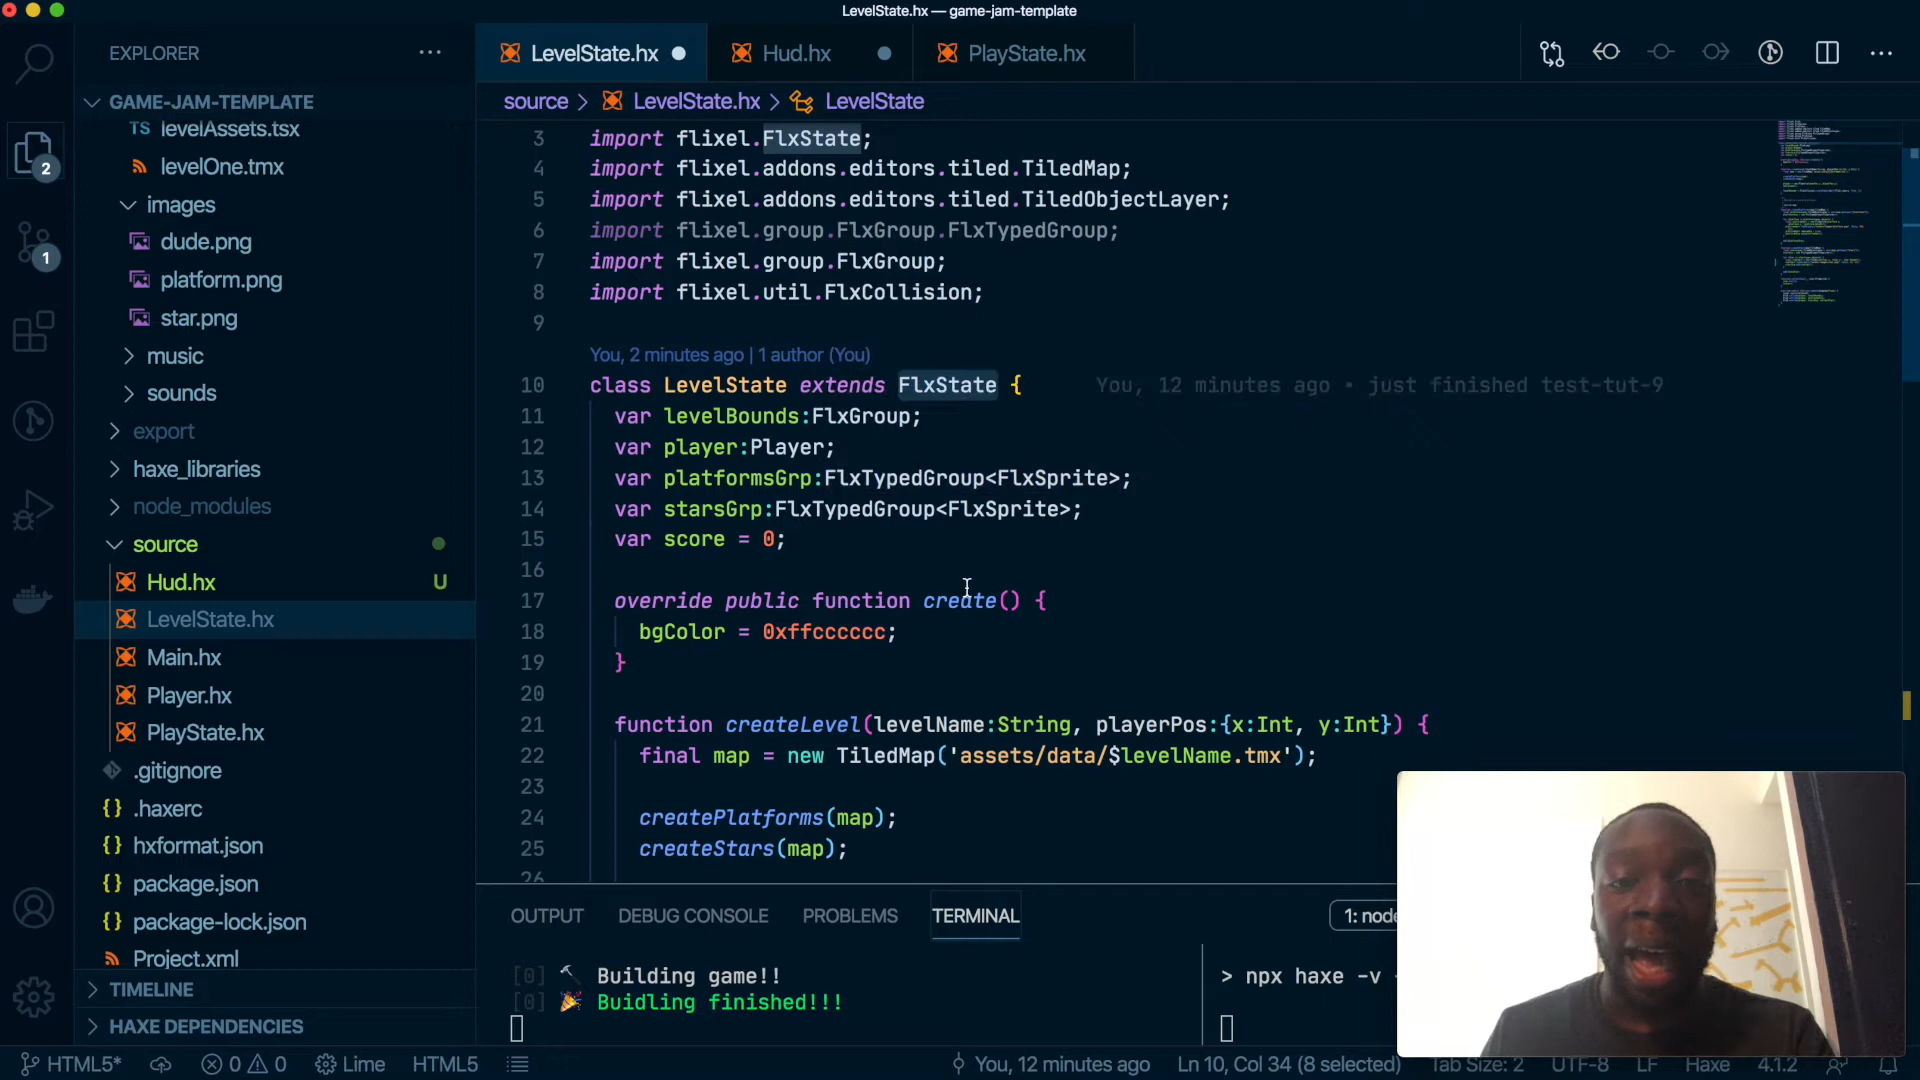 LevelState.hx — game-jam-template
EXPLORER
GAME-JAM-TEMPLATE
TS levelAssets.tsx
levelOne.tmx
images
dude.png
platform.png
star.png
music
sounds
export
haxe_libraries
node_modules
source
Hud.hx U
LevelState.hx
Main.hx
Player.hx
PlayState.hx
.gitignore
{} .haxerc
{} hxformat.json
{} package.json
{} package-lock.json
Project.xml
TIMELINE
HAXE DEPENDENCIES
2
1
LevelState.hx Hud.hx PlayState.hx
source > LevelState.hx > LevelState
3 import flixel.FlxState;
4 import flixel.addons.editors.tiled.TiledMap;
5 import flixel.addons.editors.tiled.TiledObjectLayer;
6 import flixel.group.FlxGroup.FlxTypedGroup;
7 import flixel.group.FlxGroup;
8 import flixel.util.FlxCollision;
9
You, 2 minutes ago | 1 author (You)
10 class LevelState extends FlxState { You, 12 minutes ago • just finished test-tut-9
11 var levelBounds:FlxGroup;
12 var player:Player;
13 var platformsGrp:FlxTypedGroup<FlxSprite>;
14 var starsGrp:FlxTypedGroup<FlxSprite>;
15 var score = 0;
16
17 override public function create() {
18 bgColor = 0xffcccccc;
19 }
20
21 function createLevel(levelName:String, playerPos:{x:Int, y:Int}) {
22 final map = new TiledMap('assets/data/$levelName.tmx');
23
24 createPlatforms(map);
25 createStars(map);
26
OUTPUT DEBUG CONSOLE PROBLEMS TERMINAL 1: node
[0] Building game!!
[0] Buidling finished!!!
> npx haxe -v
HTML5* 0 0 Lime HTML5 You, 12 minutes ago Ln 10, Col 34 (8 selected) Tab Size: 2 UTF-8 LF Haxe 4.1.2